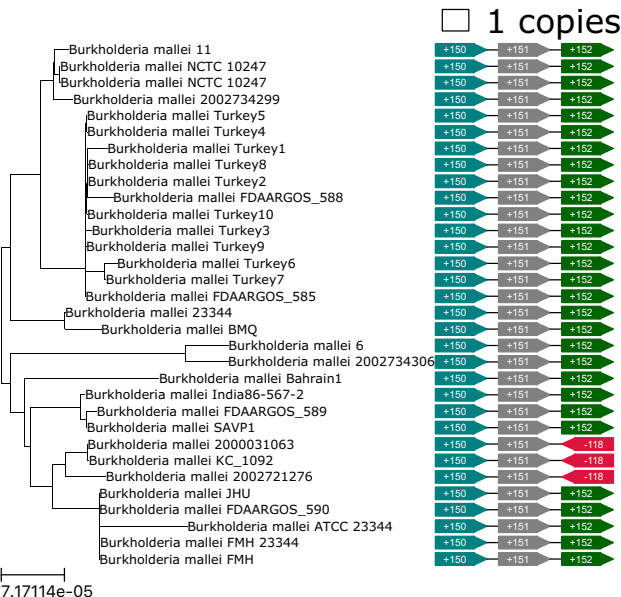 1 copies
Burkholderia mallei 11 +150 +151 +152
Burkholderia mallei NCTC 10247 +150 +151 +152
Burkholderia mallei NCTC 10247 +150 +151 +152
Burkholderia mallei 2002734299 +150 +151 +152
Burkholderia mallei Turkey5 +150 +151 +152
Burkholderia mallei Turkey4 +150 +151 +152
Burkholderia mallei Turkey1 +150 +151 +152
Burkholderia mallei Turkey8 +150 +151 +152
Burkholderia mallei Turkey2 +150 +151 +152
Burkholderia mallei FDAARGOS_588 +150 +151 +152
Burkholderia mallei Turkey10 +150 +151 +152
Burkholderia mallei Turkey3 +150 +151 +152
Burkholderia mallei Turkey9 +150 +151 +152
Burkholderia mallei Turkey6 +150 +151 +152
Burkholderia mallei Turkey7 +150 +151 +152
Burkholderia mallei FDAARGOS_585 +150 +151 +152
Burkholderia mallei 23344 +150 +151 +152
Burkholderia mallei BMQ +150 +151 +152
Burkholderia mallei 6 +150 +151 +152
Burkholderia mallei 2002734306 +150 +151 +152
Burkholderia mallei Bahrain1 +150 +151 +152
Burkholderia mallei India86-567-2 +150 +151 +152
Burkholderia mallei FDAARGOS_589 +150 +151 +152
Burkholderia mallei SAVP1 +150 +151 +152
Burkholderia mallei 2000031063 +150 +151 -118
Burkholderia mallei KC_1092 +150 +151 -118
Burkholderia mallei 2002721276 +150 +151 -118
Burkholderia mallei JHU +150 +151 +152
Burkholderia mallei FDAARGOS_590 +150 +151 +152
Burkholderia mallei ATCC 23344 +150 +151 +152
Burkholderia mallei FMH 23344 +150 +151 +152
Burkholderia mallei FMH +150 +151 +152
7.17114e-05